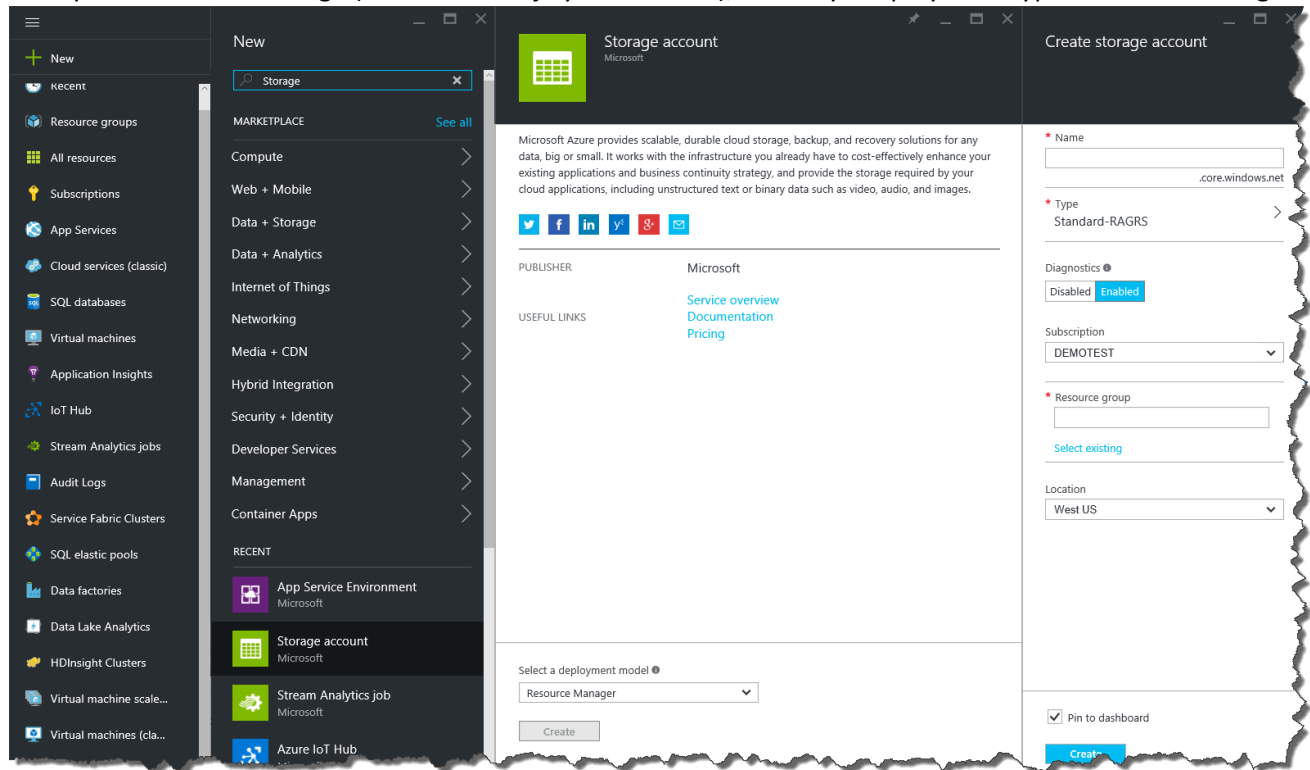 New
Recent
Resource groups
All resources
Subscriptions
App Services
Cloud services (classic)
SQL databases
Virtual machines
Application Insights
IoT Hub
Stream Analytics jobs
Audit Logs
Service Fabric Clusters
SQL elastic pools
Data factories
Data Lake Analytics
HDInsight Clusters
Virtual machine scale...
Virtual machines (cla...
New
Storage
MARKETPLACE See all
Compute
Web + Mobile
Data + Storage
Data + Analytics
Internet of Things
Networking
Media + CDN
Hybrid Integration
Security + Identity
Developer Services
Management
Container Apps
RECENT
App Service Environment
Microsoft
Storage account
Microsoft
Stream Analytics job
Microsoft
Azure IoT Hub
Storage account
Microsoft
Microsoft Azure provides scalable, durable cloud storage, backup, and recovery solutions for any
data, big or small. It works with the infrastructure you already have to cost-effectively enhance your
existing applications and business continuity strategy, and provide the storage required by your
cloud applications, including unstructured text or binary data such as video, audio, and images.
PUBLISHER Microsoft
Service overview
USEFUL LINKS Documentation
Pricing
Select a deployment model
Resource Manager
Create
Create storage account
* Name
.core.windows.net
* Type
Standard-RAGRS
Diagnostics
Disabled Enabled
Subscription
DEMOTEST
* Resource group
Select existing
Location
West US
Pin to dashboard
Create